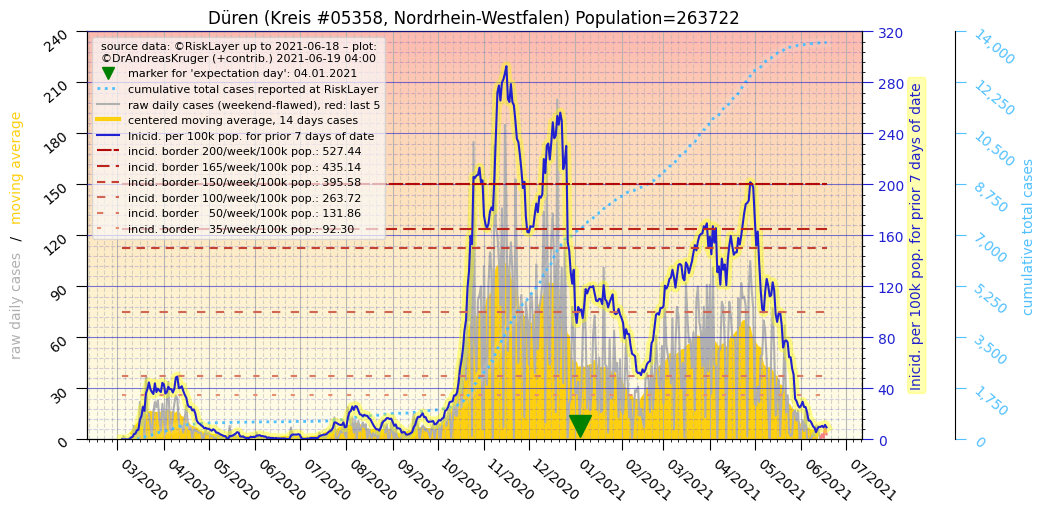 Düren (Kreis #05358, Nordrhein-Westfalen) Population=263722
source data: ©RiskLayer up to 2021-06-18 – plot:
©DrAndreasKruger (+contrib.) 2021-06-19 04:00
marker for 'expectation day': 04.01.2021
cumulative total cases reported at RiskLayer
raw daily cases (weekend-flawed), red: last 5
centered moving average, 14 days cases
Inicid. per 100k pop. for prior 7 days of date
incid. border 200/week/100k pop.: 527.44
incid. border 165/week/100k pop.: 435.14
incid. border 150/week/100k pop.: 395.58
incid. border 100/week/100k pop.: 263.72
incid. border   50/week/100k pop.: 131.86
incid. border   35/week/100k pop.: 92.30
raw daily cases / moving average
240
210
180
150
120
90
60
30
0
320
280
240
200
160
120
80
40
0
Inicid. per 100k pop. for prior 7 days of date
14,000
12,250
10,500
8,750
7,000
5,250
3,500
1,750
0
cumulative total cases
03/2020
04/2020
05/2020
06/2020
07/2020
08/2020
09/2020
10/2020
11/2020
12/2020
01/2021
02/2021
03/2021
04/2021
05/2021
06/2021
07/2021